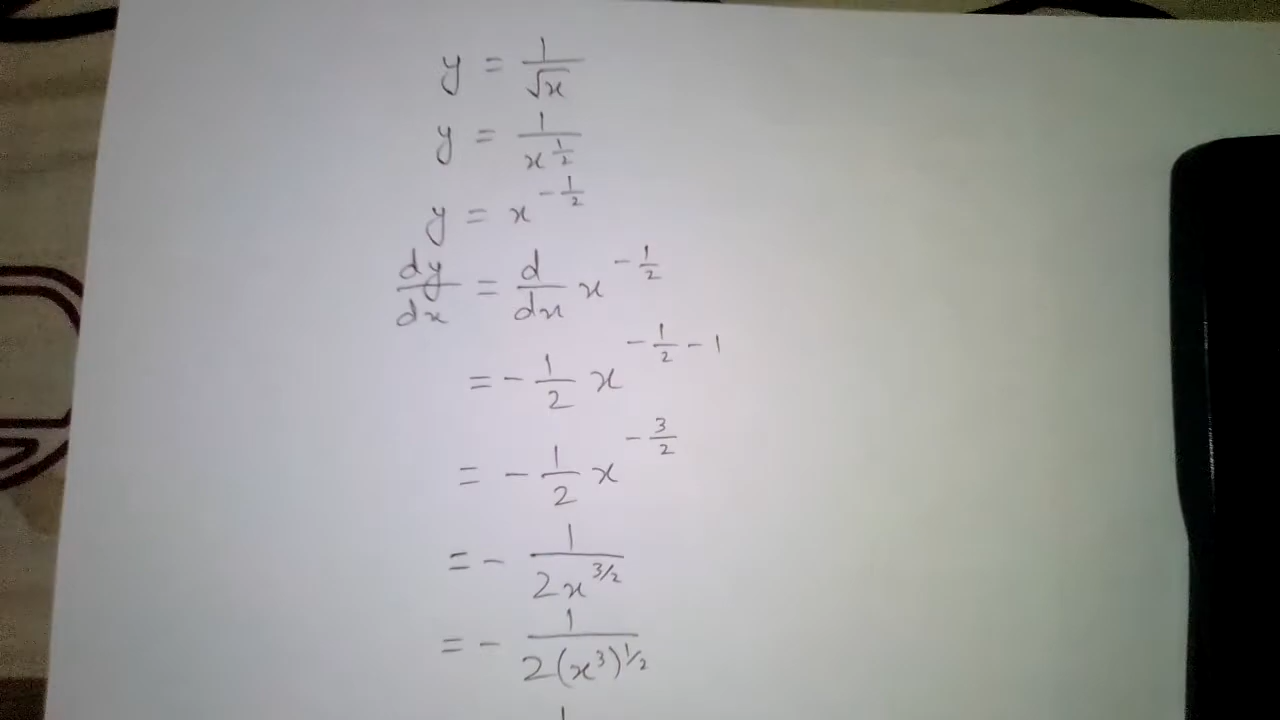 y = 1/√x
y = 1/x^(1/2)
y = x^(-1/2)
dy/dx = d/dx x^(-1/2)
= - 1/2 x^(-1/2 - 1)
= - 1/2 x^(-3/2)
= - 1/(2x^(3/2))
= - 1/(2(x^3)^(1/2))
1